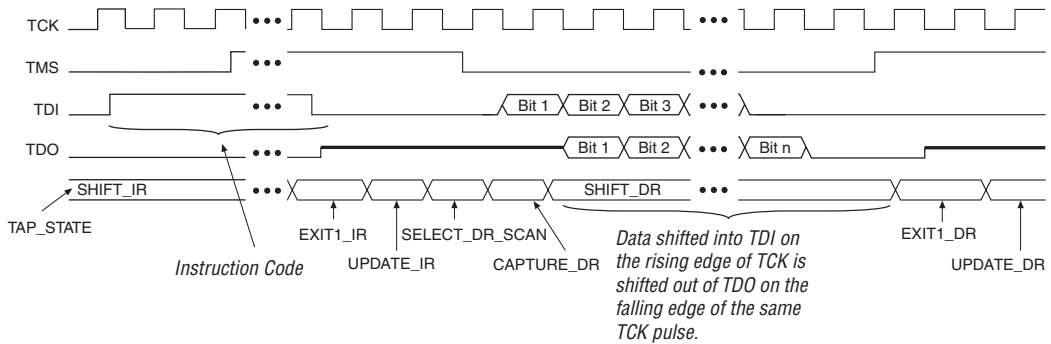 TCK
TMS
TDI
Bit 1 Bit 2 Bit 3
TDO
Bit 1 Bit 2 Bit n
SHIFT_IR SHIFT_DR
TAP_STATE
EXIT1_IR SELECT_DR_SCAN EXIT1_DR
Instruction Code UPDATE_IR CAPTURE_DR UPDATE_DR
Data shifted into TDI on
the rising edge of TCK is
shifted out of TDO on the
falling edge of the same
TCK pulse.